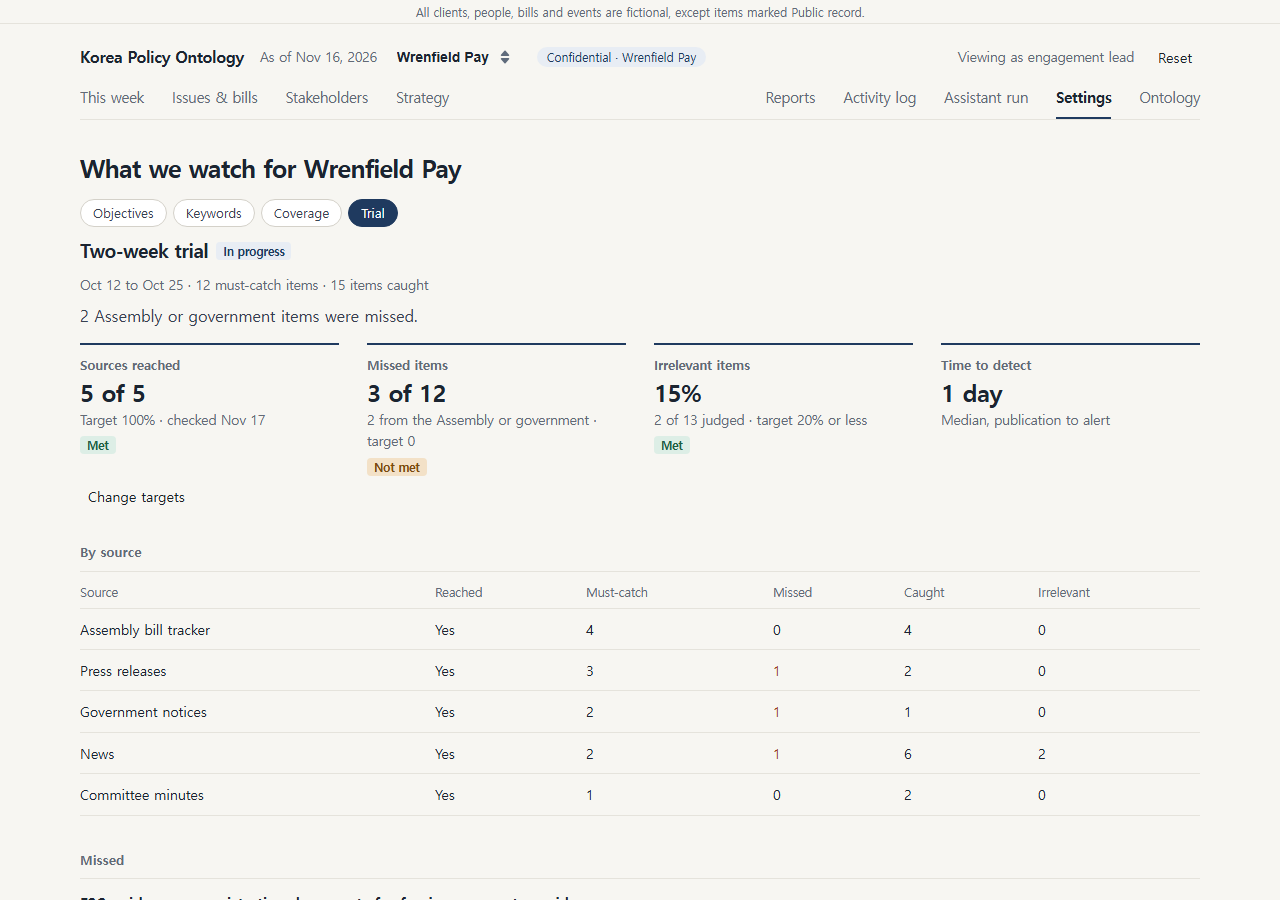 All clients, people, bills and events are fictional, except items marked Public record.
Korea Policy Ontology As of Nov 16, 2026 Wrenfield Pay Confidential · Wrenfield Pay Viewing as engagement lead Reset
This week Issues & bills Stakeholders Strategy Reports Activity log Assistant run Settings Ontology
What we watch for Wrenfield Pay
Objectives Keywords Coverage Trial
Two-week trial In progress
Oct 12 to Oct 25 · 12 must-catch items · 15 items caught
2 Assembly or government items were missed.
Sources reached Missed items Irrelevant items Time to detect
5 of 5 3 of 12 15% 1 day
Target 100% · checked Nov 17 2 from the Assembly or government · 2 of 13 judged · target 20% or less Median, publication to alert
target 0
Met Met
Not met
Change targets
By source
Source Reached Must-catch Missed Caught Irrelevant
Assembly bill tracker Yes 4 0 4 0
Press releases Yes 3 1 2 0
Government notices Yes 2 1 1 0
News Yes 2 1 6 2
Committee minutes Yes 1 0 2 0
Missed